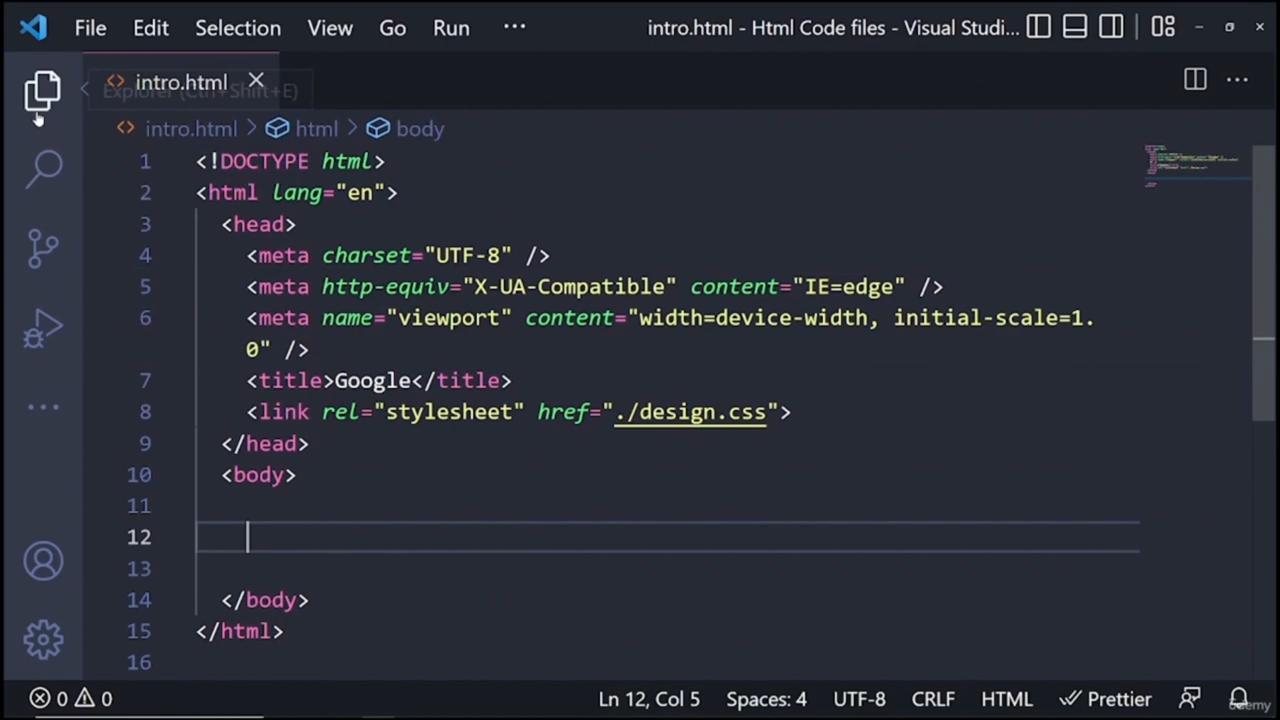 File Edit Selection View Go Run ··· intro.html - Html Code files - Visual Studi...
intro.html
Explorer (Ctrl+Shift+E)
intro.html > html > body
1 <!DOCTYPE html>
2 <html lang="en">
3 <head>
4 <meta charset="UTF-8" />
5 <meta http-equiv="X-UA-Compatible" content="IE=edge" />
6 <meta name="viewport" content="width=device-width, initial-scale=1.
0" />
7 <title>Google</title>
8 <link rel="stylesheet" href="./design.css">
9 </head>
10 <body>
11
12
13
14 </body>
15 </html>
16
0 0 Ln 12, Col 5 Spaces: 4 UTF-8 CRLF HTML Prettier
udemy